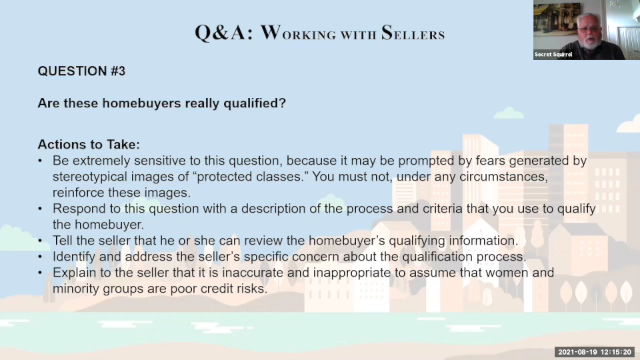 Q&A: WORKING WITH SELLERS
Secret Squirrel
QUESTION #3
Are these homebuyers really qualified?
Actions to Take:
• Be extremely sensitive to this question, because it may be prompted by fears generated by
stereotypical images of “protected classes.” You must not, under any circumstances,
reinforce these images.
• Respond to this question with a description of the process and criteria that you use to qualify
the homebuyer.
• Tell the seller that he or she can review the homebuyer’s qualifying information.
• Identify and address the seller’s specific concern about the qualification process.
• Explain to the seller that it is inaccurate and inappropriate to assume that women and
minority groups are poor credit risks.
2021-08-19 12:15:20